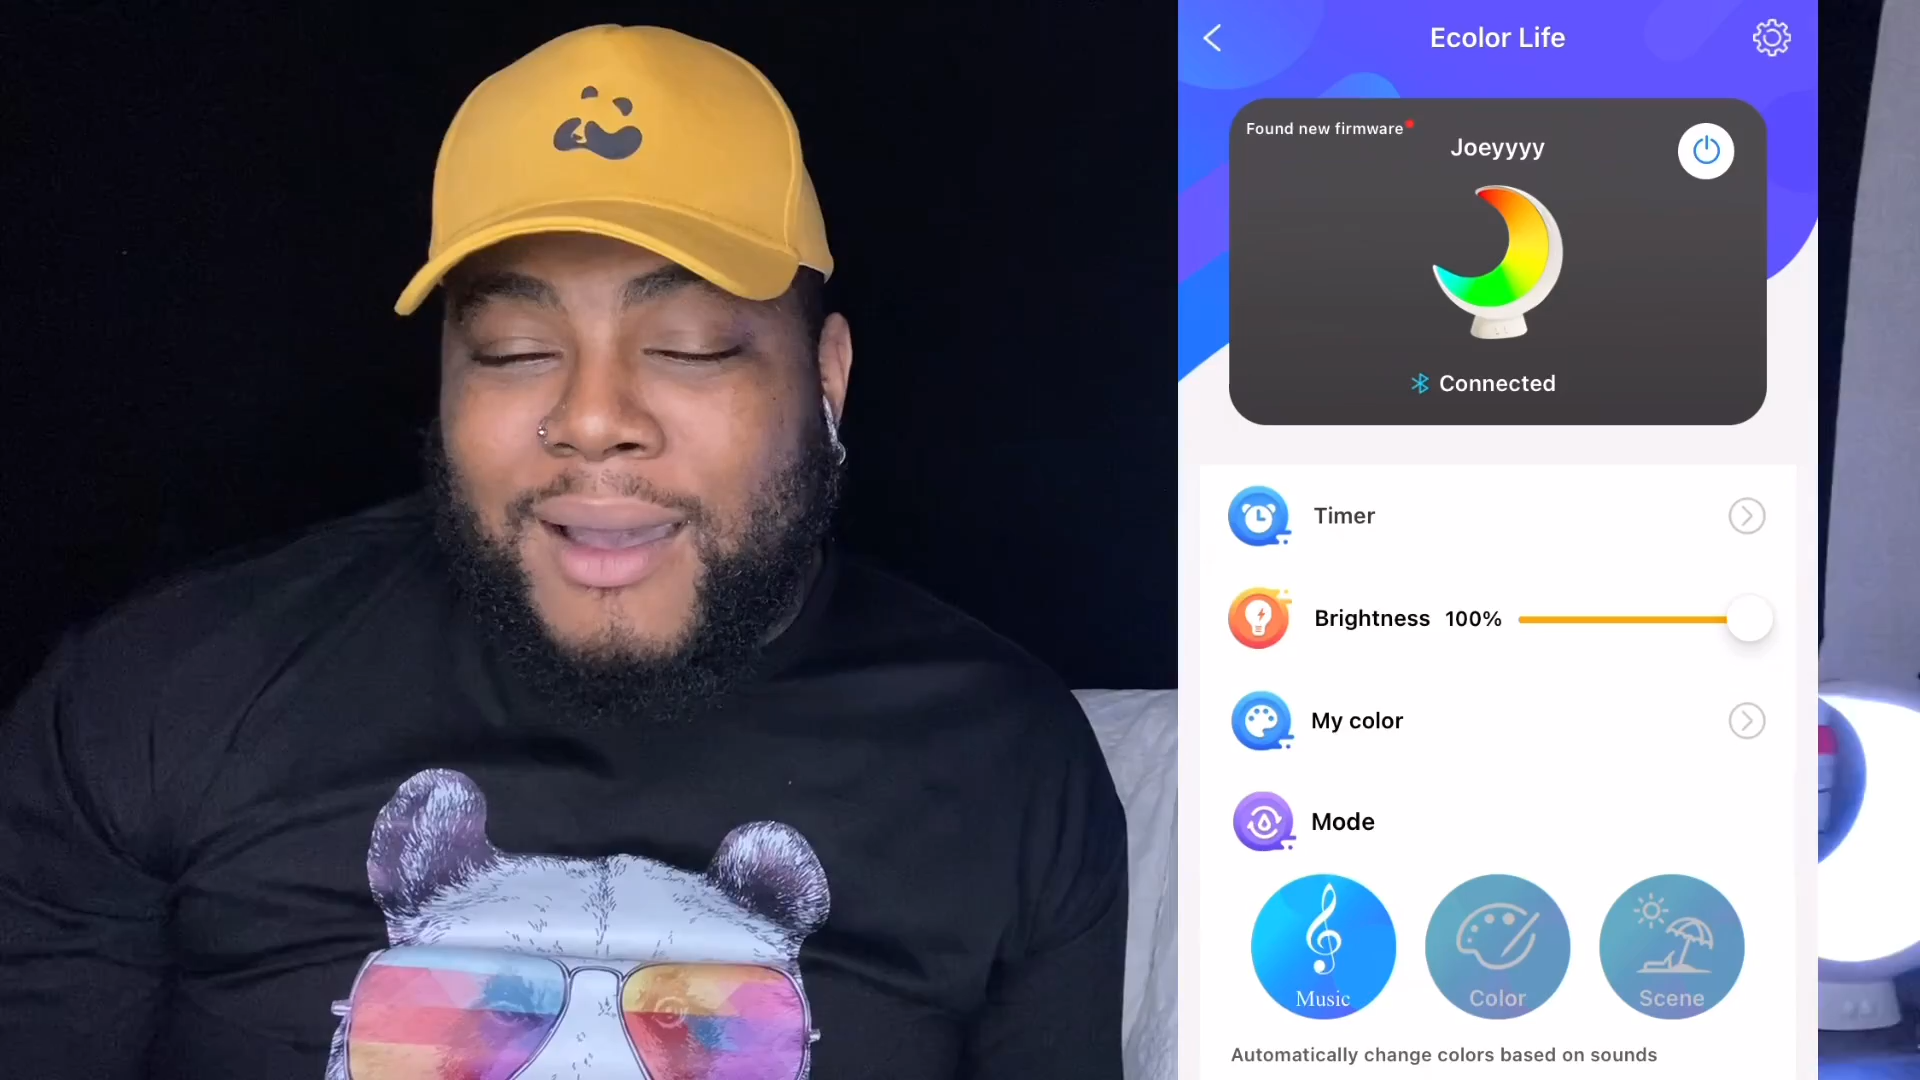 Ecolor Life
Found new firmware
Joeyyyy
Connected
Timer
Brightness 100%
My color
Mode
Music
Color
Scene
Automatically change colors based on sounds